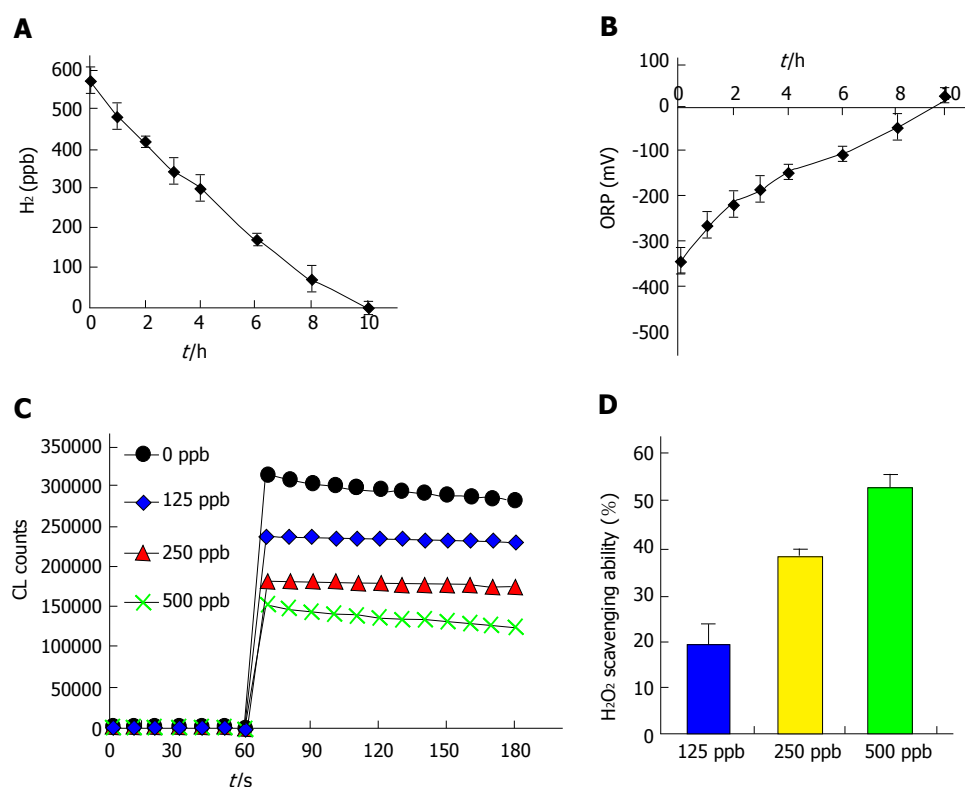 A
H2 (ppb)
600
500
400
300
200
100
0
0 2 4 6 8 10
t/h
B
t/h
ORP (mV)
100
0
-100
-200
-300
-400
-500
0 2 4 6 8 10
C
CL counts
350000
300000
250000
200000
150000
100000
50000
0
0 ppb
125 ppb
250 ppb
500 ppb
0 30 60 90 120 150 180
t/s
D
H2O2 scavenging ability (%)
60
50
40
30
20
10
0
125 ppb 250 ppb 500 ppb